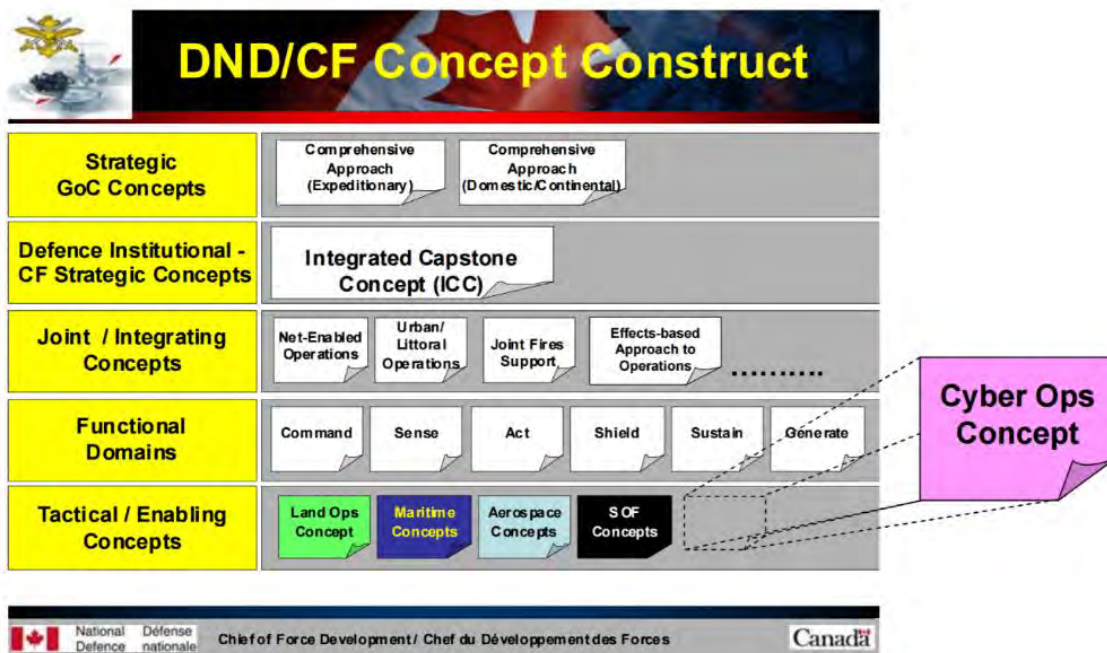 DND/CF Concept Construct
Strategic
GoC Concepts
Comprehensive
Approach
(Expeditionary)
Comprehensive
Approach
(Domestic/Continental)
Defence Institutional -
CF Strategic Concepts
Integrated Capstone
Concept (ICC)
Joint / Integrating
Concepts
Net-Enabled
Operations
Urban/
Littoral
Operations
Joint Fires
Support
Effects-based
Approach to
Operations
..........
Functional
Domains
Command
Sense
Act
Shield
Sustain
Generate
Tactical / Enabling
Concepts
Land Ops
Concept
Maritime
Concepts
Aerospace
Concepts
SOF
Concepts
Cyber Ops
Concept
National
Defence
Défense
nationale
Chief of Force Development / Chef du Développement des Forces
Canada